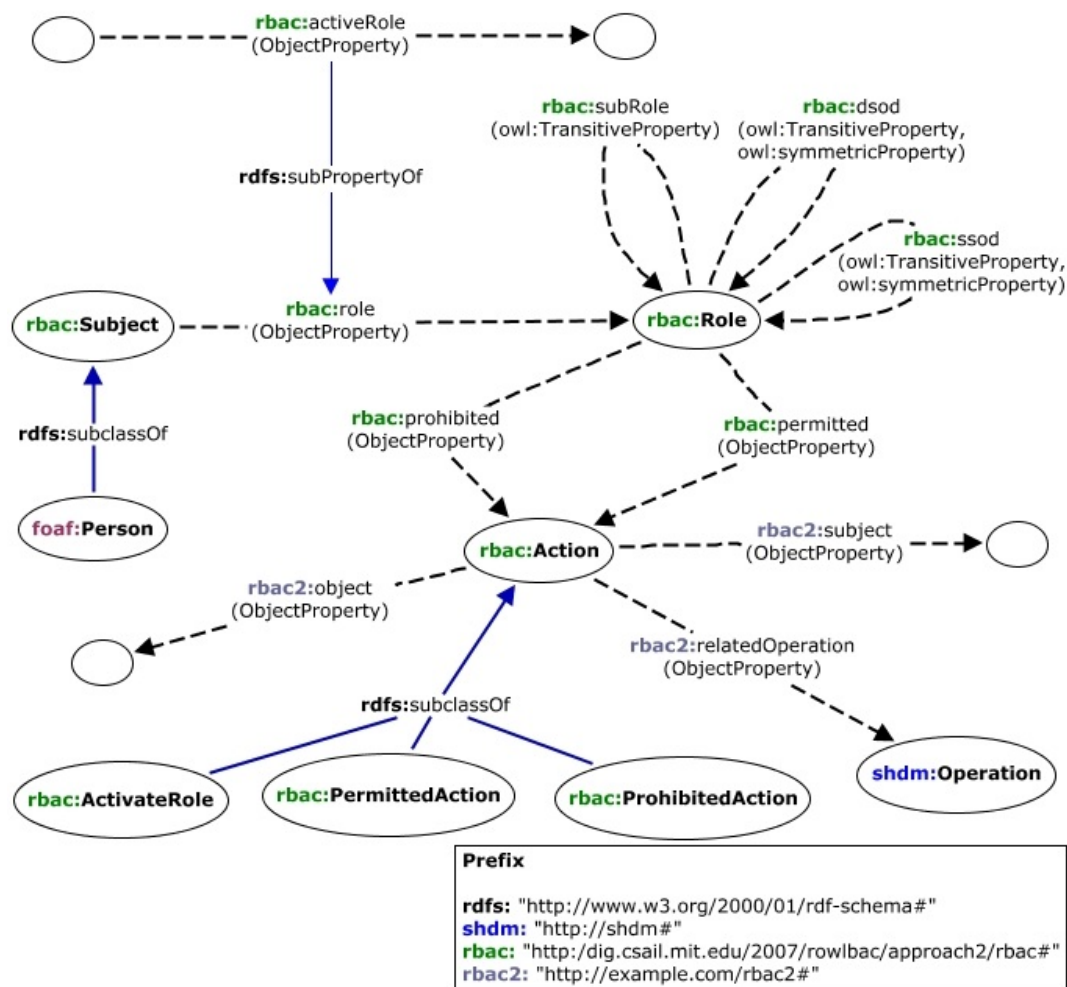 rbac:activeRole
(ObjectProperty)
rbac:subRole
(owl:TransitiveProperty)
rbac:dsod
(owl:TransitiveProperty,
owl:symmetricProperty)
rdfs:subPropertyOf
rbac:ssod
(owl:TransitiveProperty,
owl:symmetricProperty)
rbac:Subject
rbac:role
(ObjectProperty)
rbac:Role
rdfs:subclassOf
rbac:prohibited
(ObjectProperty)
rbac:permitted
(ObjectProperty)
foaf:Person
rbac:Action
rbac2:subject
(ObjectProperty)
rbac2:object
(ObjectProperty)
rbac2:relatedOperation
(ObjectProperty)
rdfs:subclassOf
rbac:ActivateRole
rbac:PermittedAction
rbac:ProhibitedAction
shdm:Operation
Prefix
rdfs: "http://www.w3.org/2000/01/rdf-schema#"
shdm: "http://shdm#"
rbac: "http:/dig.csail.mit.edu/2007/rowlbac/approach2/rbac#"
rbac2: "http://example.com/rbac2#"